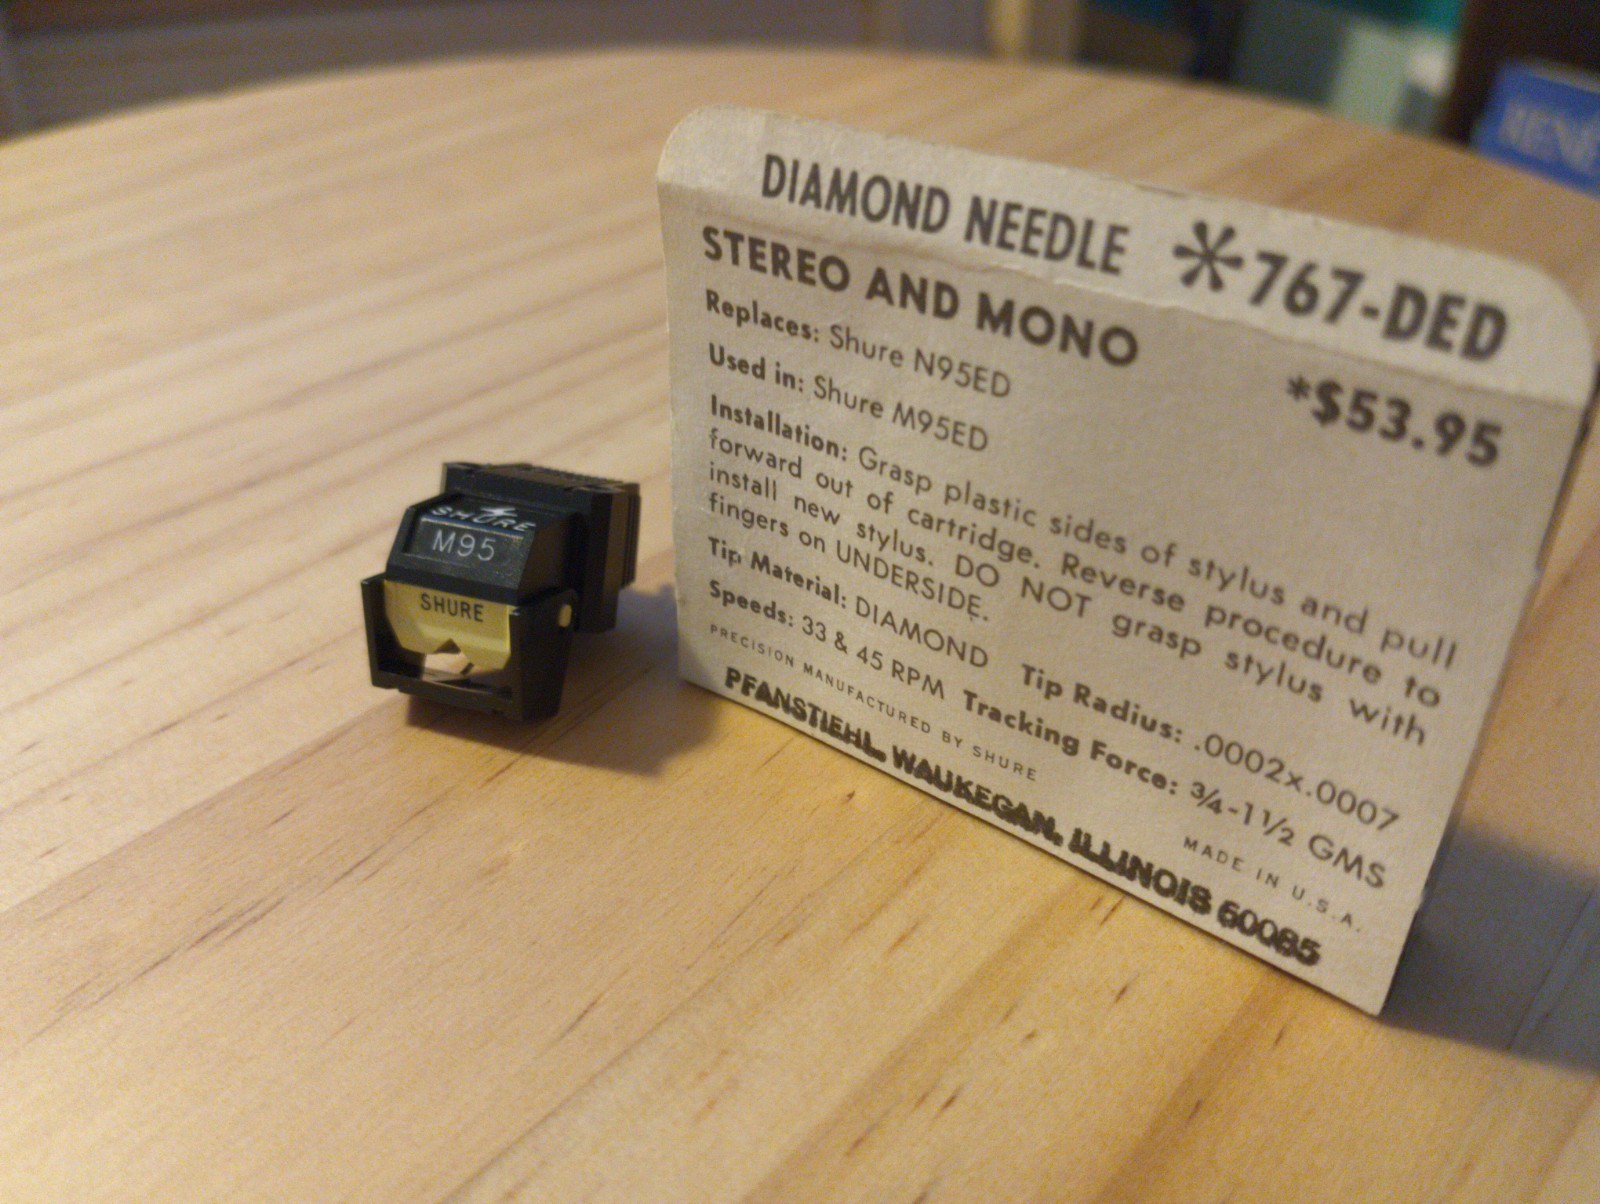 SHURE
M95
SHURE
DIAMOND NEEDLE *767-DED
STEREO AND MONO
*$53.95
Replaces: Shure N95ED
Used in: Shure M95ED
Installation: Grasp plastic sides of stylus and pull
forward out of cartridge. Reverse procedure to
install new stylus. DO NOT grasp stylus with
fingers on UNDERSIDE.
Tip Material: DIAMOND Tip Radius: .0002x.0007
Speeds: 33 & 45 RPM Tracking Force: ¾-1½ GMS
PRECISION MANUFACTURED BY SHURE MADE IN U.S.A.
PFANSTIEHL, WAUKEGAN, ILLINOIS 60085
RENÉ